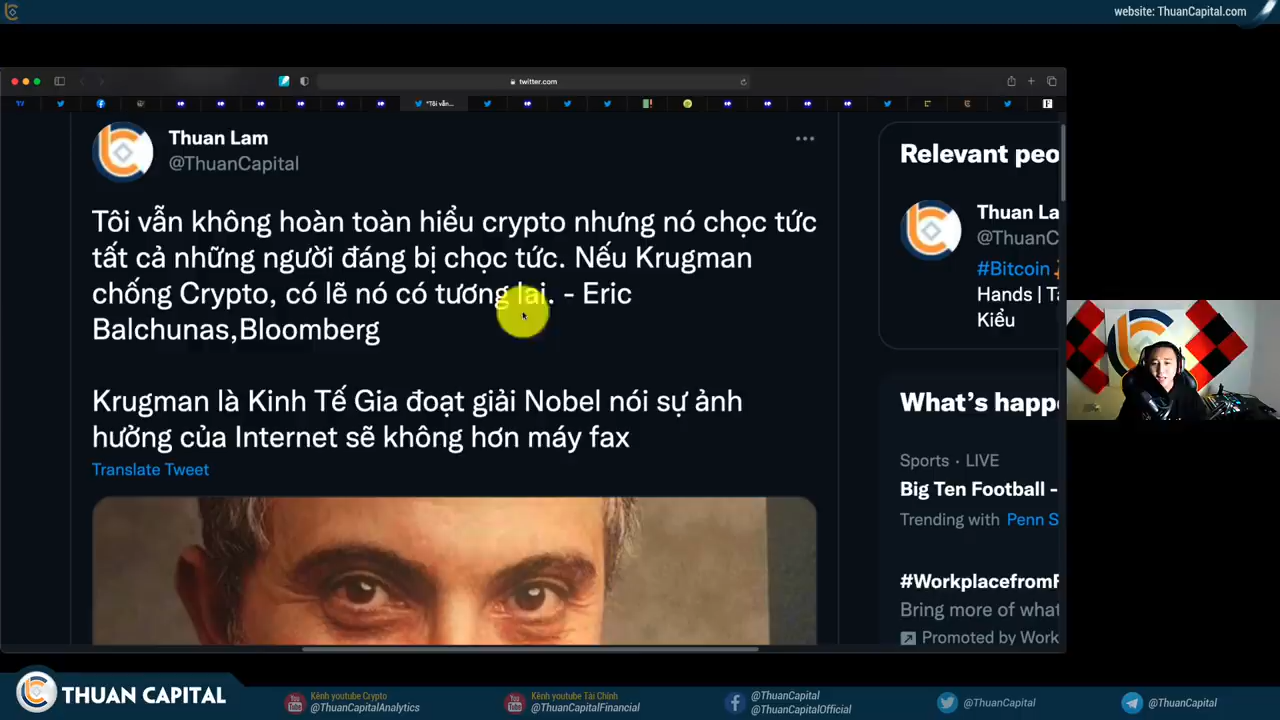 website: ThuanCapital.com
twitter.com
"Tôi vẫn...
Thuan Lam
@ThuanCapital
Tôi vẫn không hoàn toàn hiểu crypto nhưng nó chọc tức
tất cả những người đáng bị chọc tức. Nếu Krugman
chống Crypto, có lẽ nó có tương lai. - Eric
Balchunas,Bloomberg
Krugman là Kinh Tế Gia đoạt giải Nobel nói sự ảnh
hưởng của Internet sẽ không hơn máy fax
Translate Tweet
Relevant peo
Thuan La
@ThuanC
#Bitcoin
Hands | Ta
Kiểu
What's happe
Sports · LIVE
Big Ten Football -
Trending with Penn S
#WorkplacefromF
Bring more of what
Promoted by Work
THUAN CAPITAL
Kênh youtube Crypto
@ThuanCapitalAnalytics
Kênh youtube Tài Chính
@ThuanCapitalFinancial
@ThuanCapital
@ThuanCapitalOfficial
@ThuanCapital
@ThuanCapital